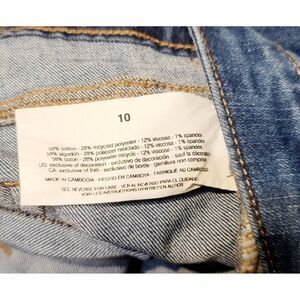 10
59% cotton - 28% recycled polyester - 12% viscose - 1% spandex
59% algodón - 28% poliéster reciclado - 12% viscosa - 1% spandex
59% coton - 28% polyester recyclé - 12% viscose - 1% spandex
US: exclusive of decoration - exclusivo de decoración - sauf la décoration
CA: exclusive of trim - exclusivo de borde - garniture non comprise
MADE IN CAMBODIA - HECHO EN CAMBOYA - FABRIQUÉ AU CAMBODGE
SEE REVERSE FOR CARE - VER AL REVERSO PARA EL CUIDADO
VOIR LES INSTRUCTIONS D'ENTRETIEN AU DOS